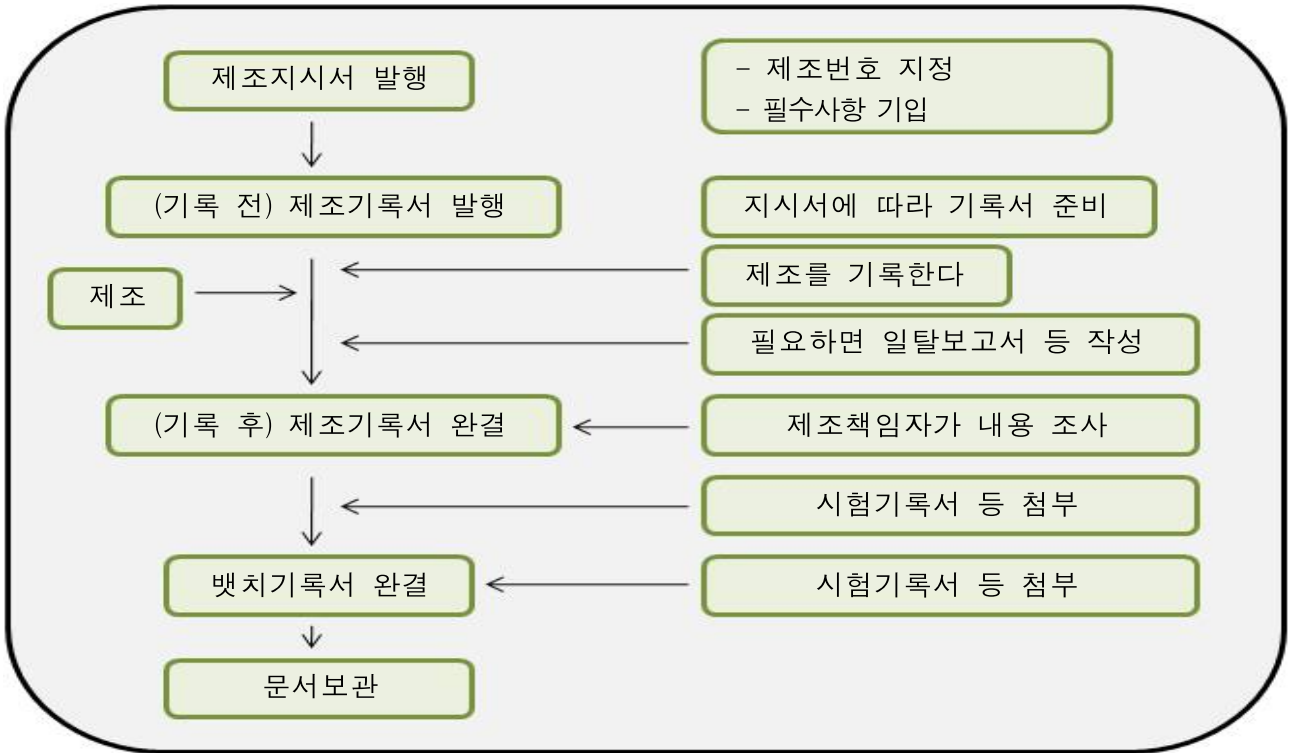 제조지시서 발행
– 제조번호 지정
– 필수사항 기입
(기록 전) 제조기록서 발행
지시서에 따라 기록서 준비
제조를 기록한다
제조
필요하면 일탈보고서 등 작성
(기록 후) 제조기록서 완결
제조책임자가 내용 조사
시험기록서 등 첨부
뱃치기록서 완결
시험기록서 등 첨부
문서보관